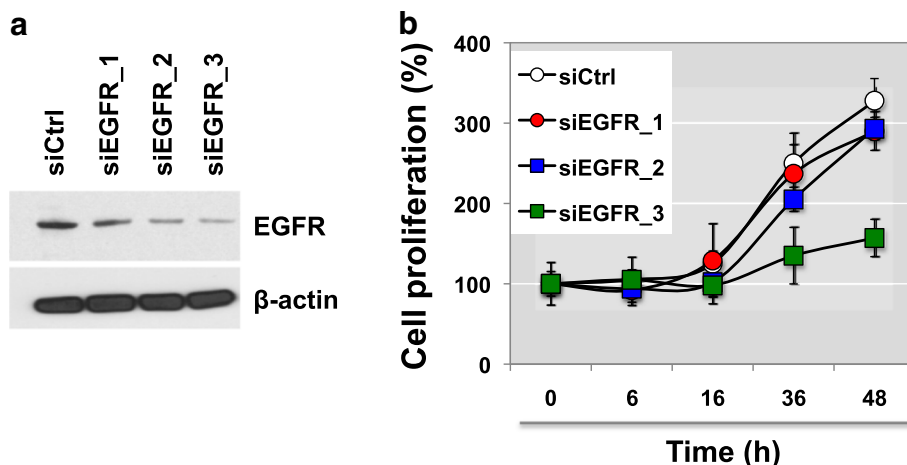 a
siCtrl
siEGFR_1
siEGFR_2
siEGFR_3
EGFR
β-actin
b
Cell proliferation (%)
400
300
200
100
0
siCtrl
siEGFR_1
siEGFR_2
siEGFR_3
0 6 16 36 48
Time (h)